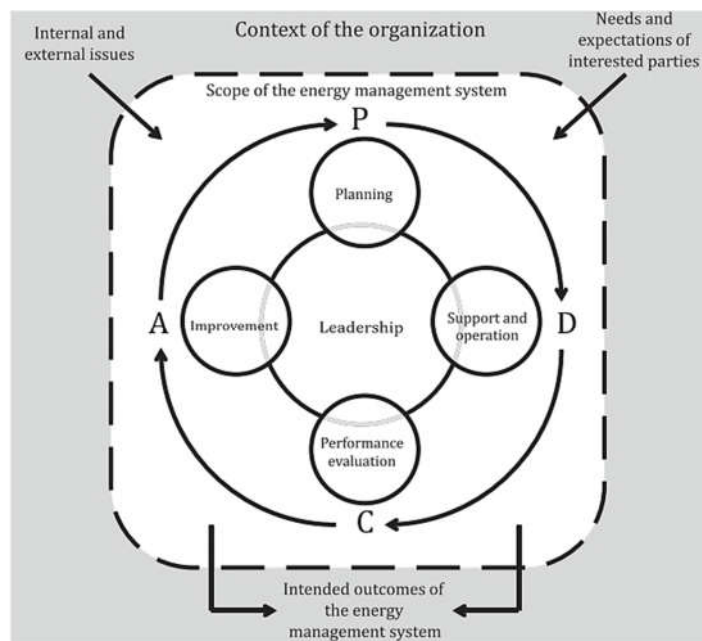 Context of the organization
Internal and
external issues
Needs and
expectations of
interested parties
Scope of the energy management system
P
Planning
A
Improvement
Leadership
Support and
operation
D
Performance
evaluation
C
Intended outcomes of
the energy
management system